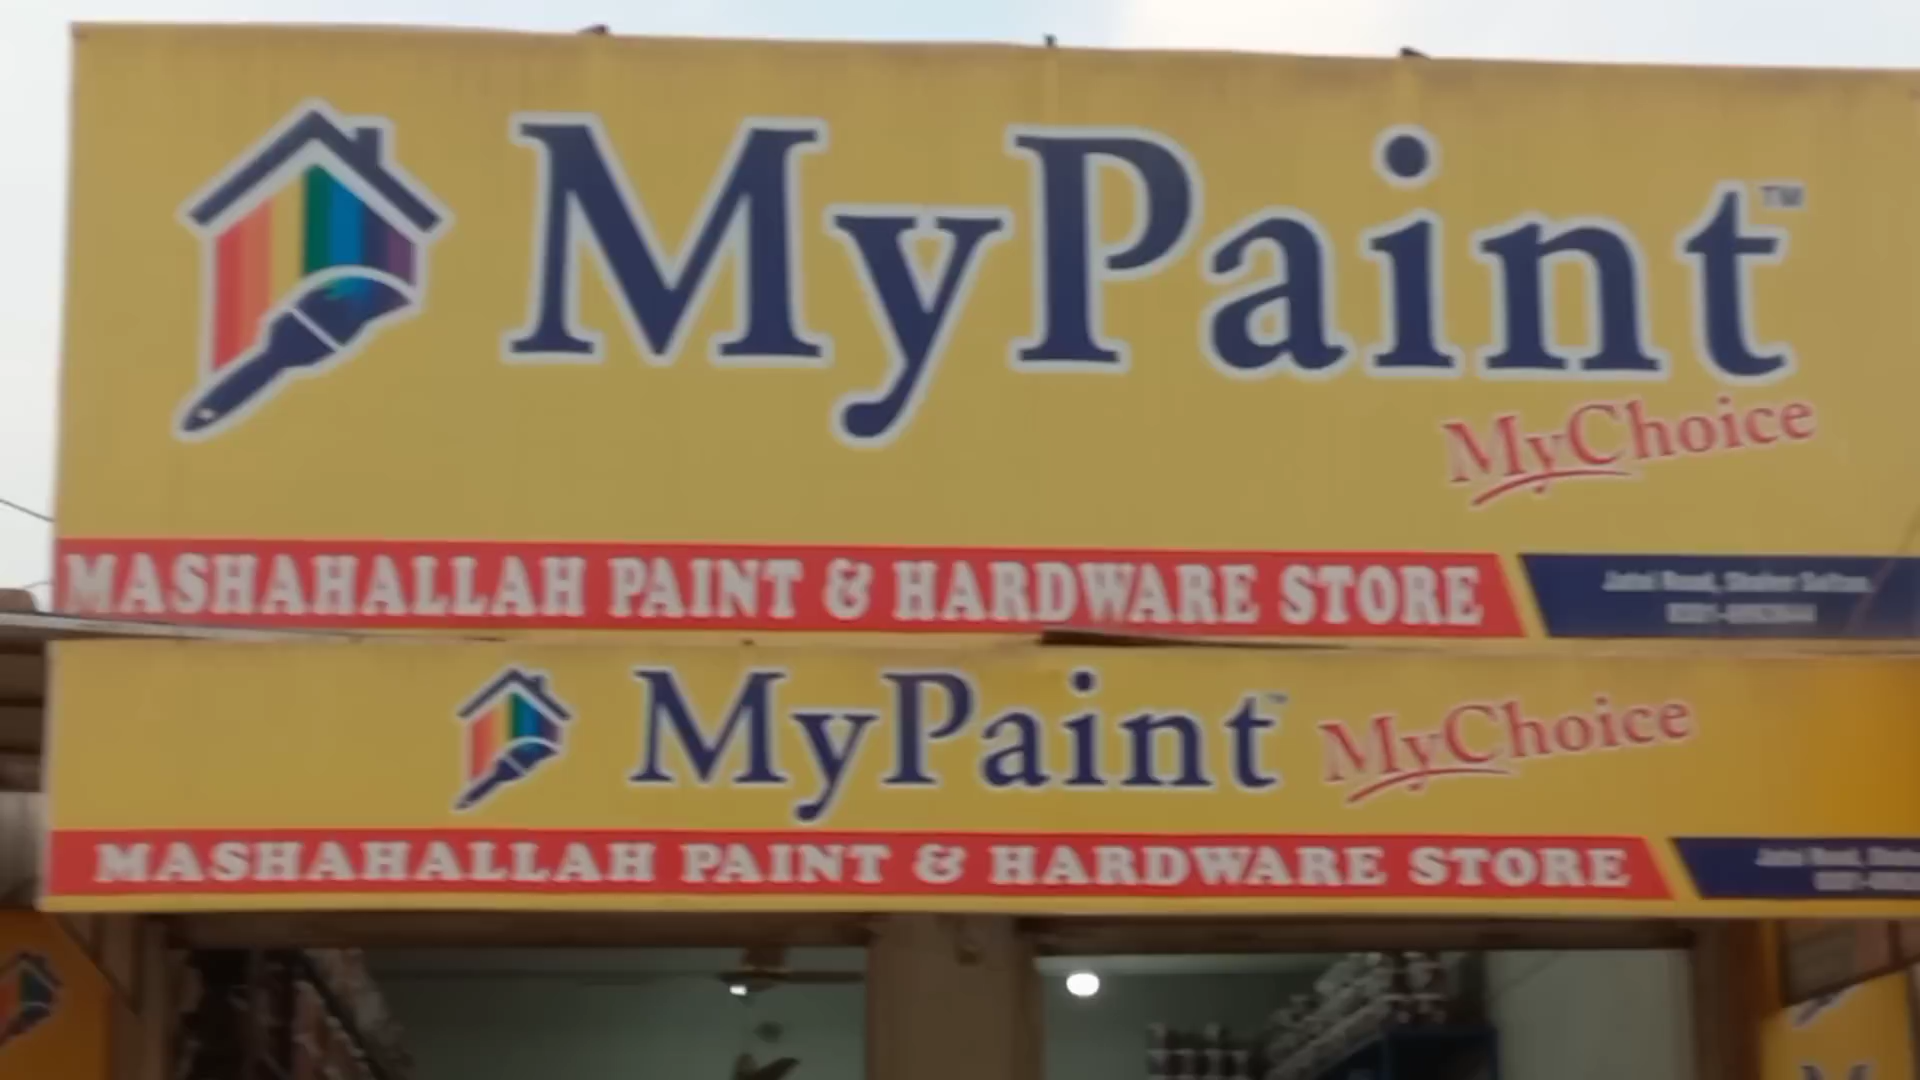 MyPaint™
MyChoice
MASHAHALLAH PAINT & HARDWARE STORE
MyPaint™ MyChoice
MASHAHALLAH PAINT & HARDWARE STORE